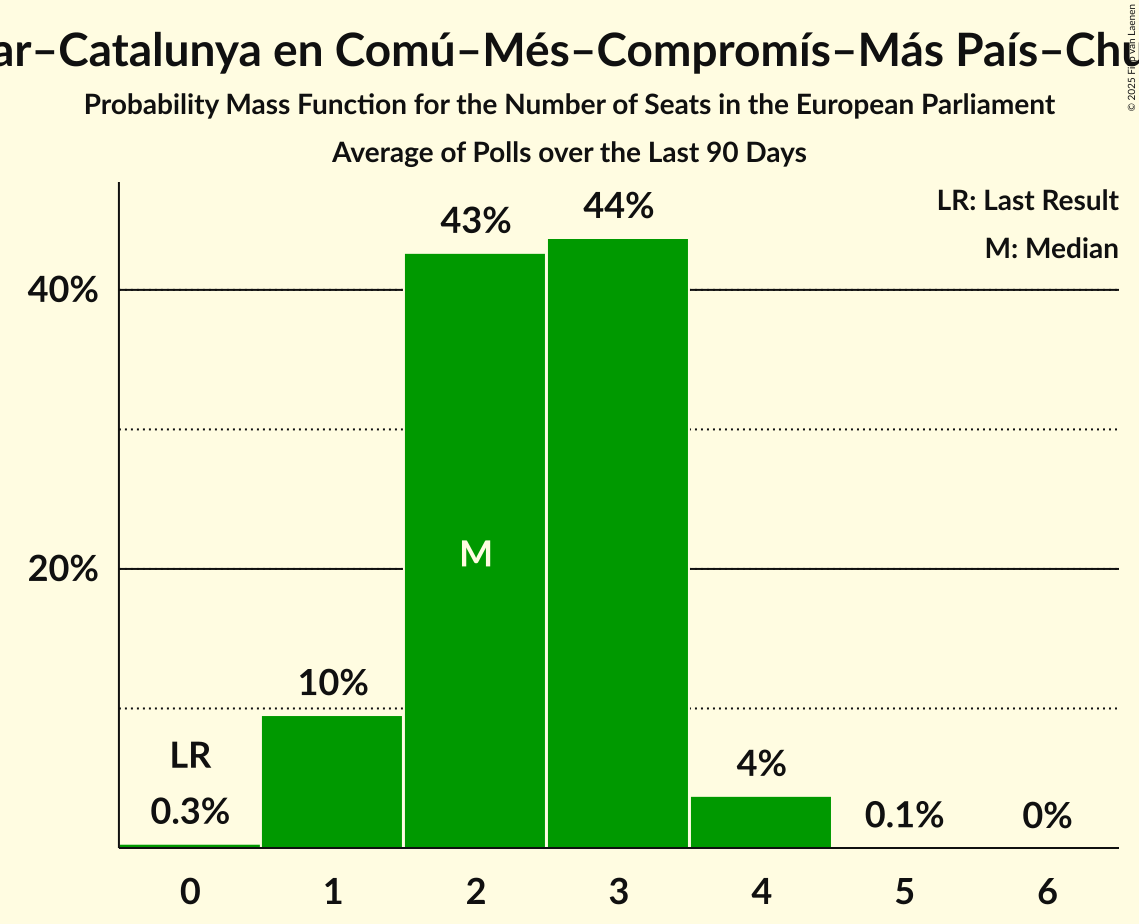 ar–Catalunya en Comú–Més–Compromís–Más País–Chu
Probability Mass Function for the Number of Seats in the European Parliament
Average of Polls over the Last 90 Days
© 2025 Filip van Laenen
LR: Last Result
M: Median
43%
44%
40%
M
20%
10%
LR
0.3%
4%
0.1%
0%
0 1 2 3 4 5 6